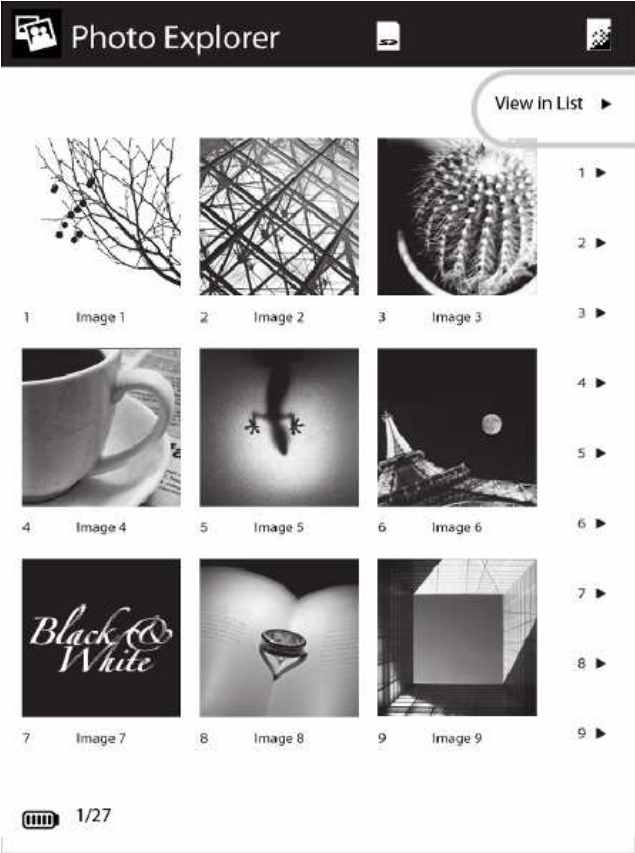 Photo Explorer
View in List
1
2
3
4
5
6
7
8
9
1 Image 1
2 Image 2
3 Image 3
4 Image 4
5 Image 5
6 Image 6
Black &
White
7 Image 7
8 Image 8
9 Image 9
1/27